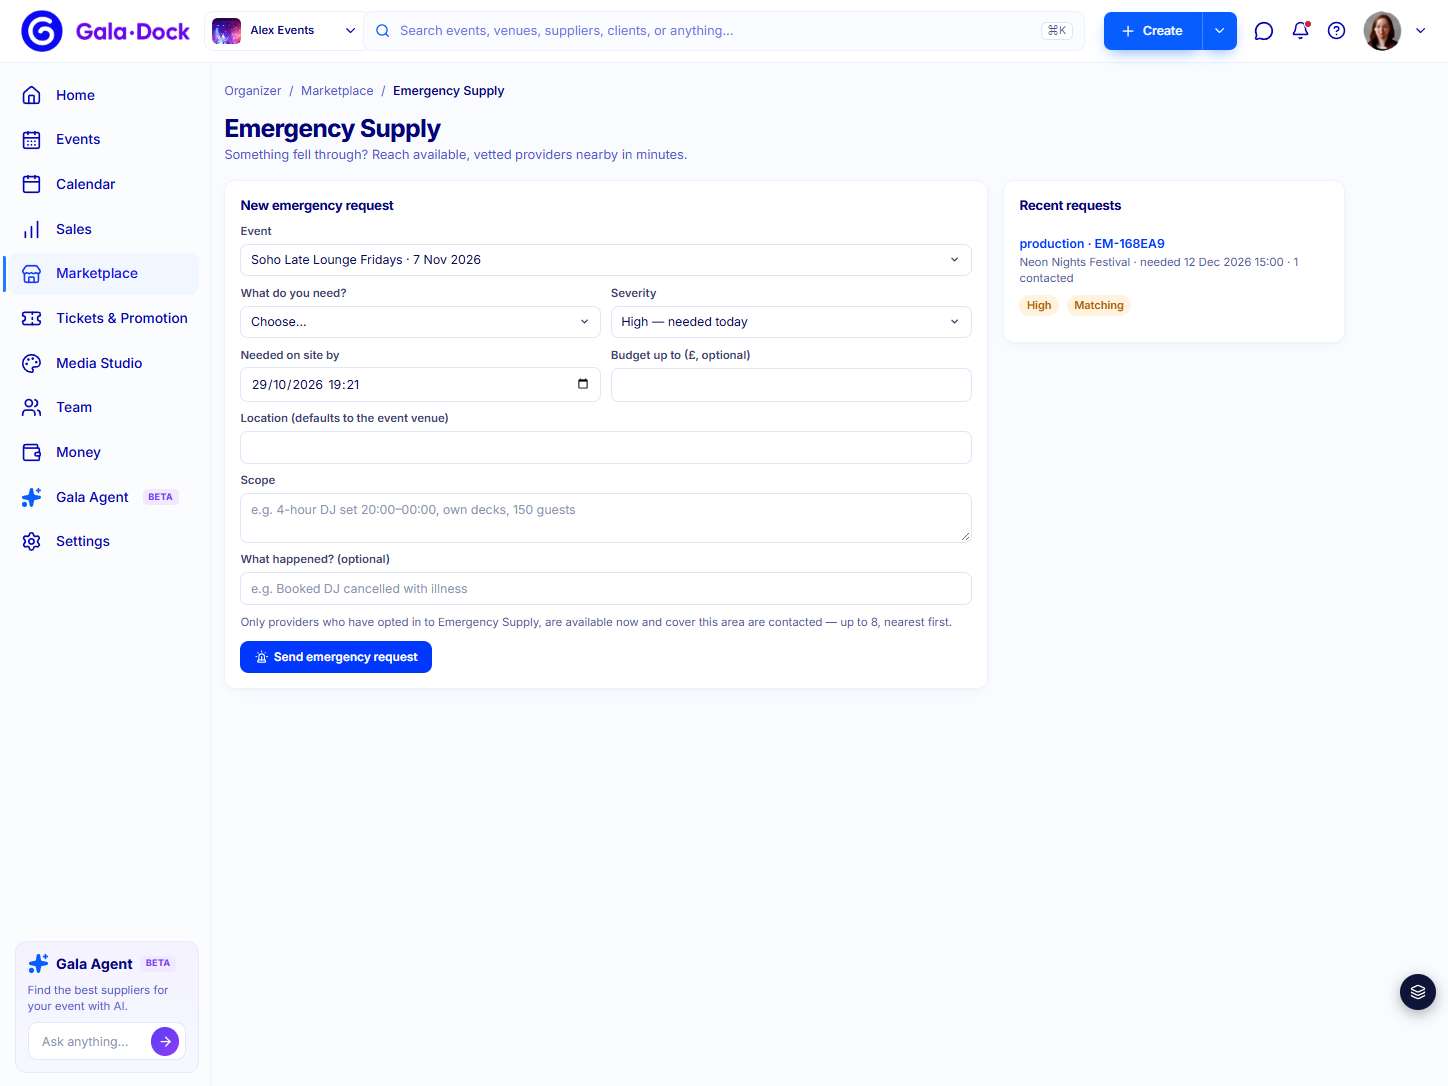 Gala·Dock
Alex Events
Search events, venues, suppliers, clients, or anything...
⌘K
+ Create
Home
Events
Calendar
Sales
Marketplace
Tickets & Promotion
Media Studio
Team
Money
Gala Agent BETA
Settings
Organizer / Marketplace / Emergency Supply
Emergency Supply
Something fell through? Reach available, vetted providers nearby in minutes.
New emergency request
Event
Soho Late Lounge Fridays · 7 Nov 2026
What do you need?
Severity
Choose...
High — needed today
Needed on site by
Budget up to (£, optional)
29/10/2026 19:21
Location (defaults to the event venue)
Scope
e.g. 4-hour DJ set 20:00–00:00, own decks, 150 guests
What happened? (optional)
e.g. Booked DJ cancelled with illness
Only providers who have opted in to Emergency Supply, are available now and cover this area are contacted — up to 8, nearest first.
Send emergency request
Recent requests
production · EM-168EA9
Neon Nights Festival · needed 12 Dec 2026 15:00 · 1
contacted
High
Matching
Gala Agent BETA
Find the best suppliers for
your event with AI.
Ask anything...